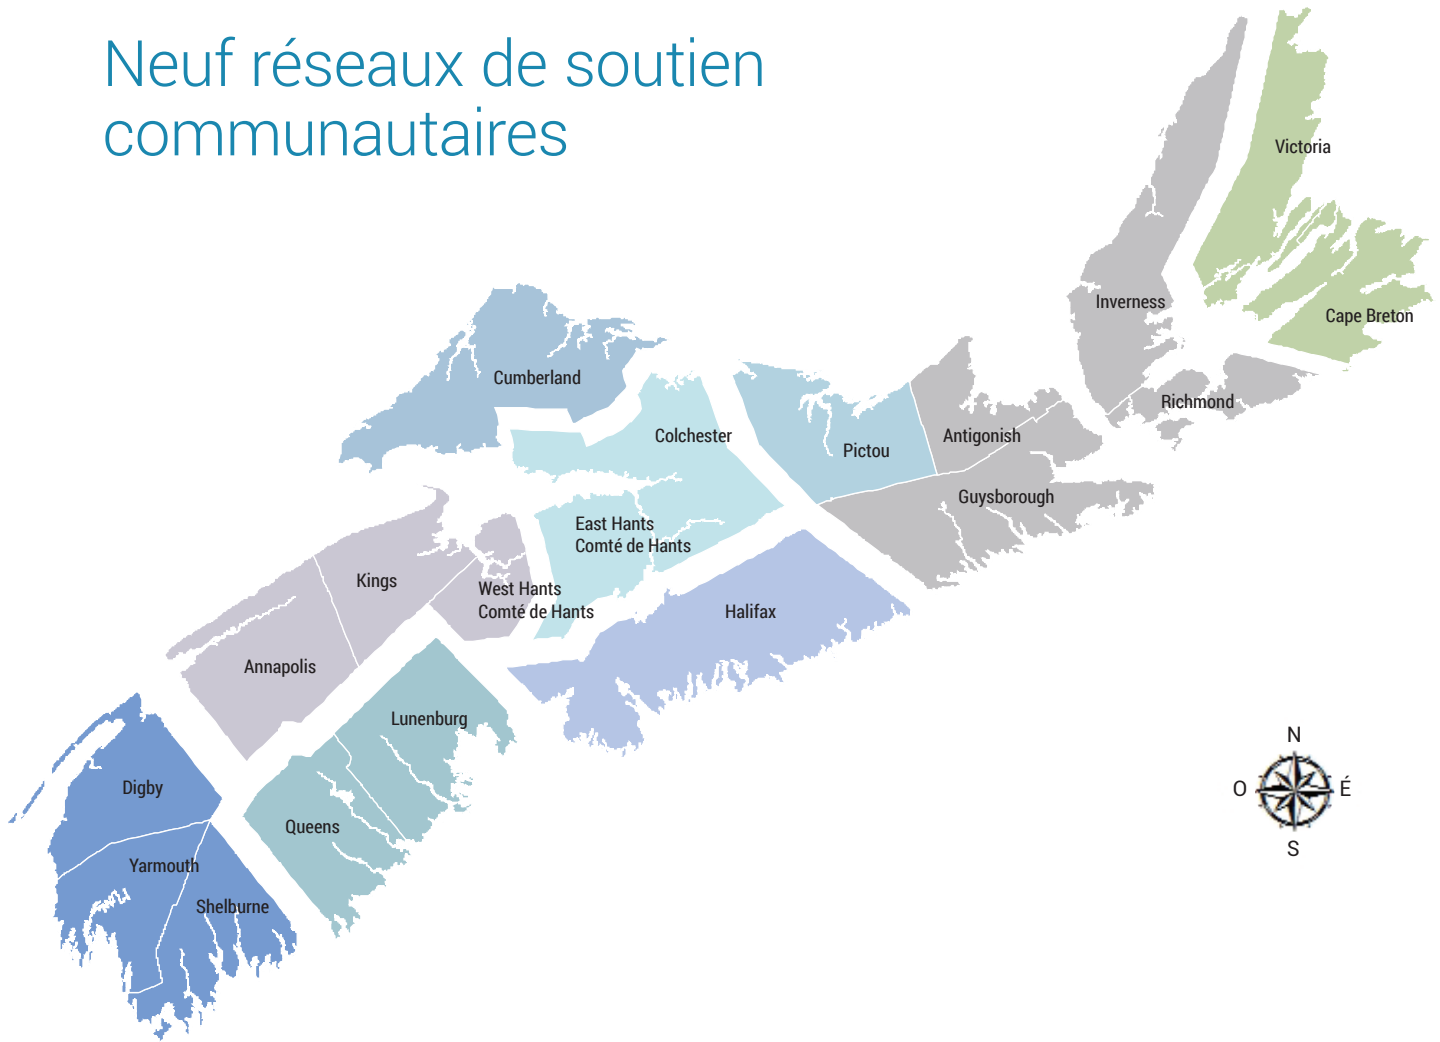 Neuf réseaux de soutien
communautaires
Victoria
Inverness
Cape Breton
Cumberland
Richmond
Colchester
Antigonish
Pictou
Guysborough
East Hants
Comté de Hants
Kings
West Hants
Comté de Hants
Halifax
Annapolis
Lunenburg
Digby
Queens
Yarmouth
Shelburne
N
O
É
S